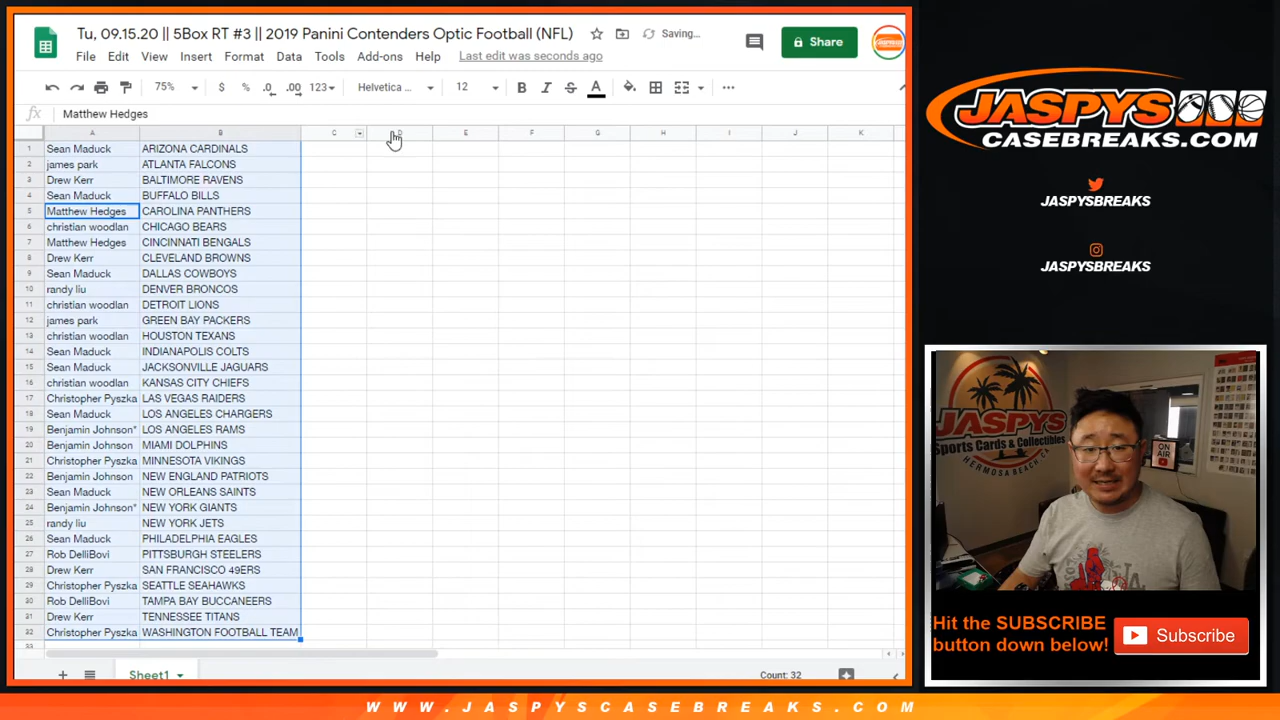 Tu, 09.15.20 || 5Box RT #3 || 2019 Panini Contenders Optic Football (NFL)
Saving...
Share
File Edit View Insert Format Data Tools Add-ons Help Last edit was seconds ago
75% $ % .0 .00 123 Helvetica ... 12 B I S A
fx Matthew Hedges
A B C D E F G H I J K
1 Sean Maduck ARIZONA CARDINALS
2 james park ATLANTA FALCONS
3 Drew Kerr BALTIMORE RAVENS
4 Sean Maduck BUFFALO BILLS
5 Matthew Hedges CAROLINA PANTHERS
6 christian woodlan CHICAGO BEARS
7 Matthew Hedges CINCINNATI BENGALS
8 Drew Kerr CLEVELAND BROWNS
9 Sean Maduck DALLAS COWBOYS
10 randy liu DENVER BRONCOS
11 christian woodlan DETROIT LIONS
12 james park GREEN BAY PACKERS
13 christian woodlan HOUSTON TEXANS
14 Sean Maduck INDIANAPOLIS COLTS
15 Sean Maduck JACKSONVILLE JAGUARS
16 christian woodlan KANSAS CITY CHIEFS
17 Christopher Pyszka LAS VEGAS RAIDERS
18 Sean Maduck LOS ANGELES CHARGERS
19 Benjamin Johnson* LOS ANGELES RAMS
20 Benjamin Johnson MIAMI DOLPHINS
21 Christopher Pyszka MINNESOTA VIKINGS
22 Benjamin Johnson NEW ENGLAND PATRIOTS
23 Sean Maduck NEW ORLEANS SAINTS
24 Benjamin Johnson* NEW YORK GIANTS
25 randy liu NEW YORK JETS
26 Sean Maduck PHILADELPHIA EAGLES
27 Rob DelliBovi PITTSBURGH STEELERS
28 Drew Kerr SAN FRANCISCO 49ERS
29 Christopher Pyszka SEATTLE SEAHAWKS
30 Rob DelliBovi TAMPA BAY BUCCANEERS
31 Drew Kerr TENNESSEE TITANS
32 Christopher Pyszka WASHINGTON FOOTBALL TEAM
33
Sheet1
Count: 32
JASPYS
CASEBREAKS.COM
JASPYSBREAKS
JASPYSBREAKS
JASPYS
Sports Cards & Collectibles
HERMOSA BEACH, CA
ON AIR
Hit the SUBSCRIBE
button down below!
Subscribe
WWW.JASPYSCASEBREAKS.COM